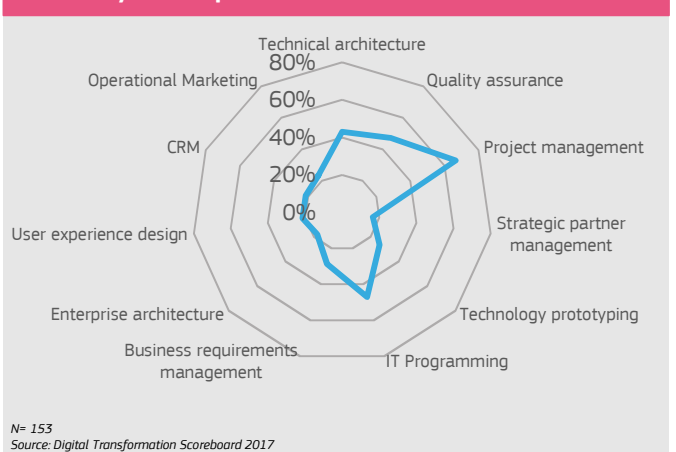 Technical architecture
80%
Operational Marketing
Quality assurance
60%
40%
CRM
Project management
20%
0%
User experience design
Strategic partner
management
Enterprise architecture
Technology prototyping
Business requirements
management
IT Programming
N= 153
Source: Digital Transformation Scoreboard 2017